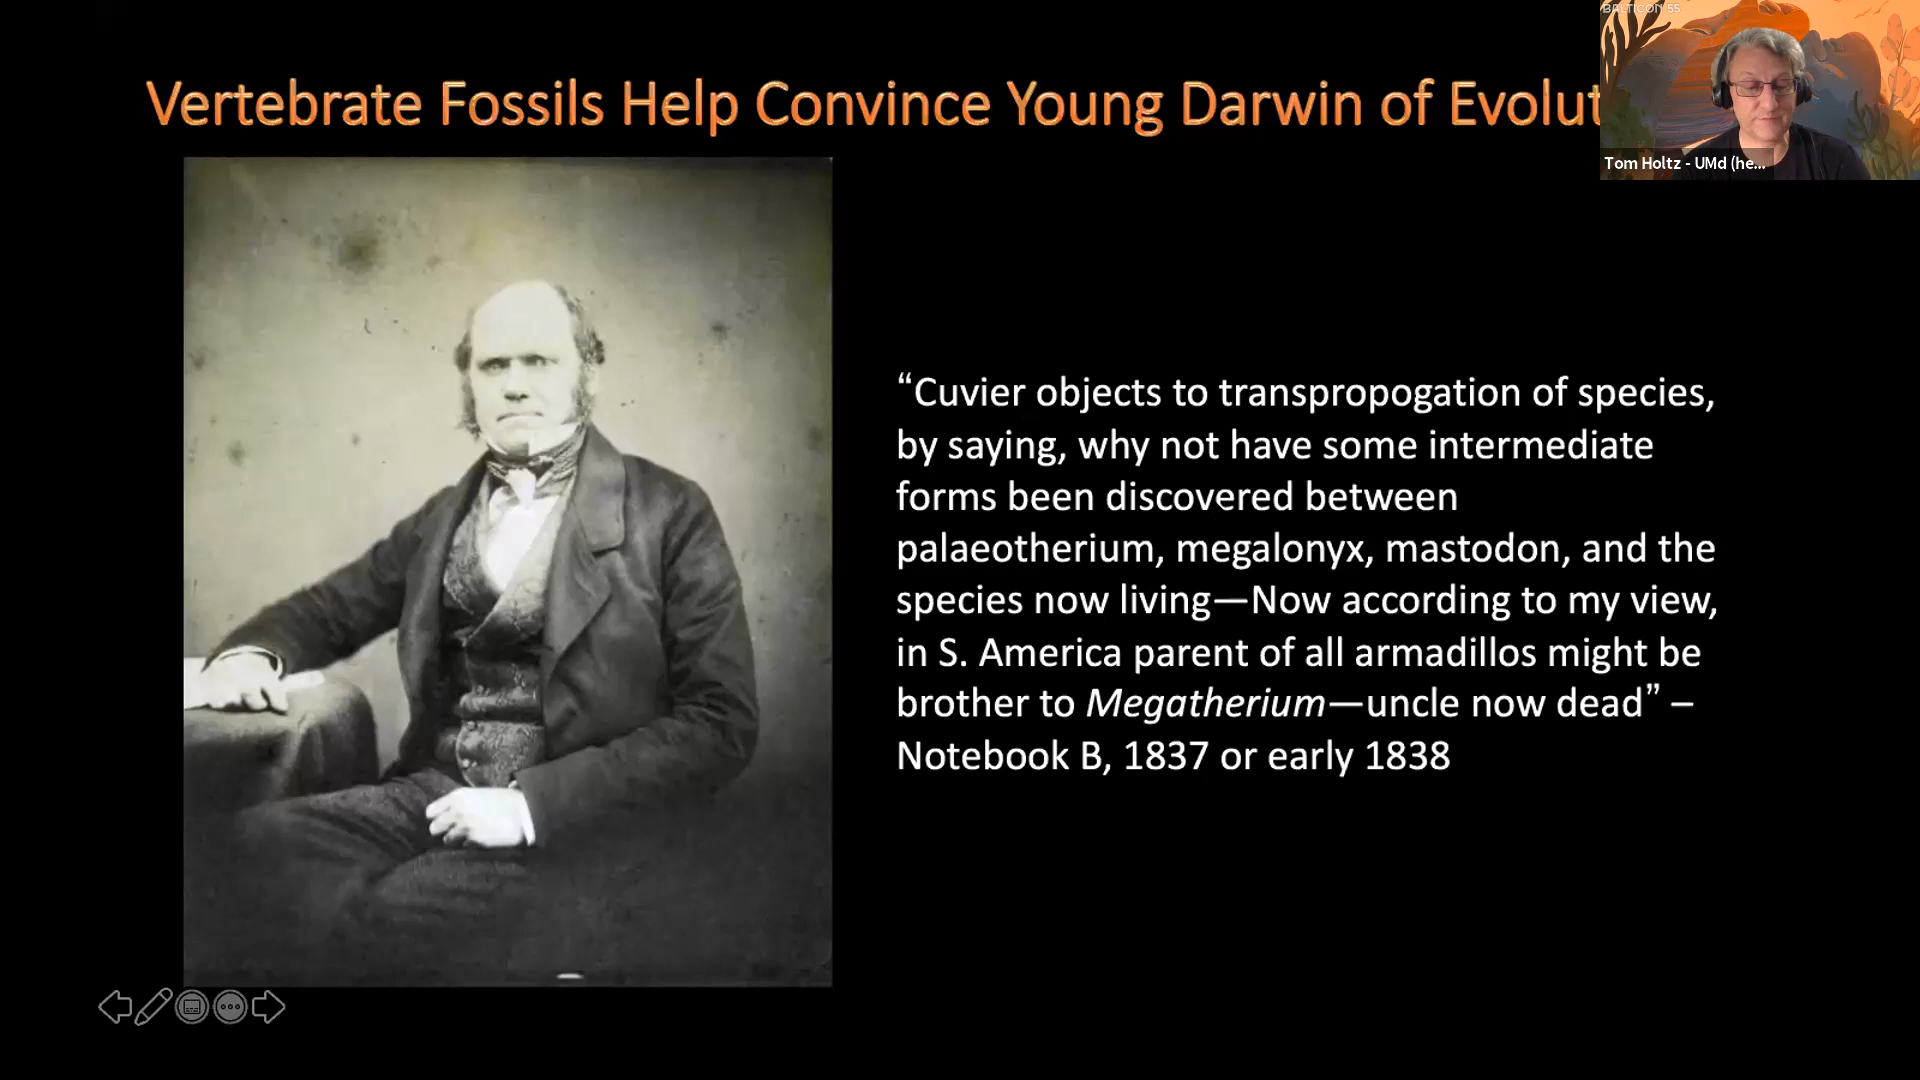 BALTICON 55
Vertebrate Fossils Help Convince Young Darwin of Evolut
Tom Holtz - UMd (he...
“Cuvier objects to transpropogation of species,
by saying, why not have some intermediate
forms been discovered between
palaeotherium, megalonyx, mastodon, and the
species now living—Now according to my view,
in S. America parent of all armadillos might be
brother to Megatherium—uncle now dead” –
Notebook B, 1837 or early 1838